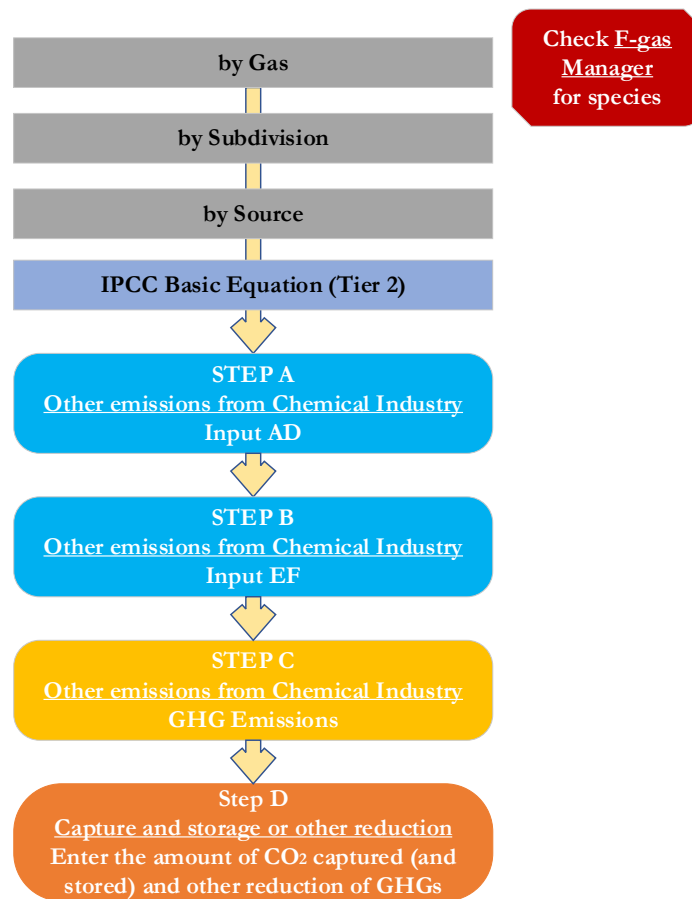 by Gas
Check F-gas
Manager
for species
by Subdivision
by Source
IPCC Basic Equation (Tier 2)
STEP A
Other emissions from Chemical Industry
Input AD
STEP B
Other emissions from Chemical Industry
Input EF
STEP C
Other emissions from Chemical Industry
GHG Emissions
Step D
Capture and storage or other reduction
Enter the amount of CO₂ captured (and
stored) and other reduction of GHGs